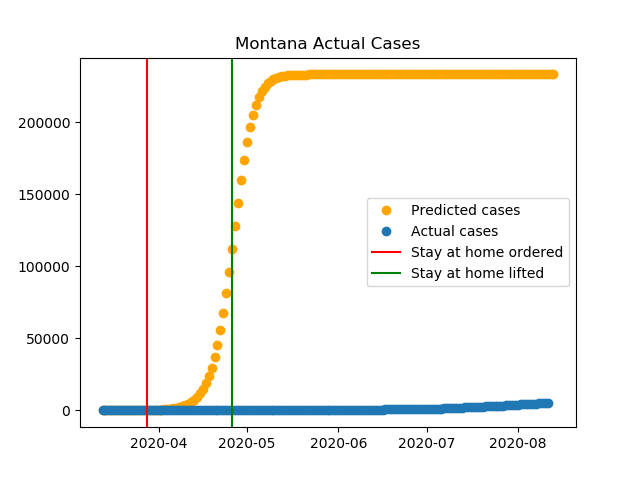 Montana Actual Cases
200000
150000
100000
50000
0
Predicted cases
Actual cases
Stay at home ordered
Stay at home lifted
2020-04 2020-05 2020-06 2020-07 2020-08